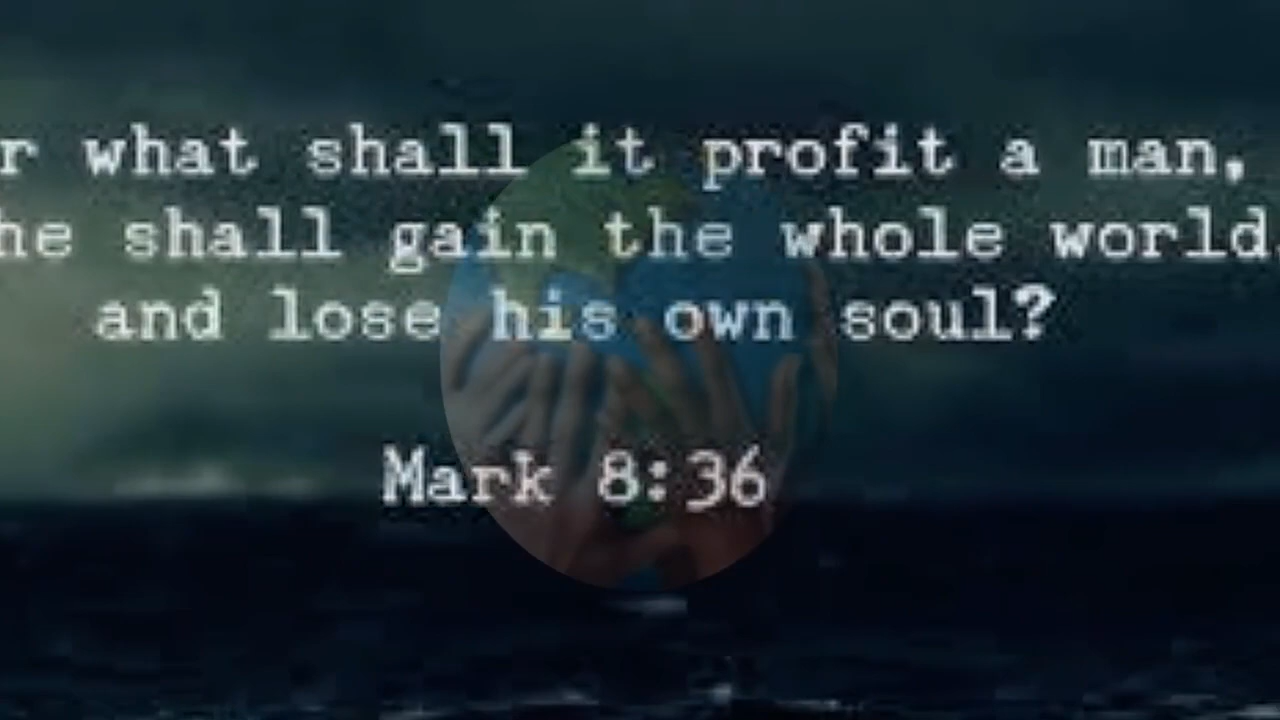 r what shall it profit a man,
he shall gain the whole world,
and lose his own soul?
Mark 8:36